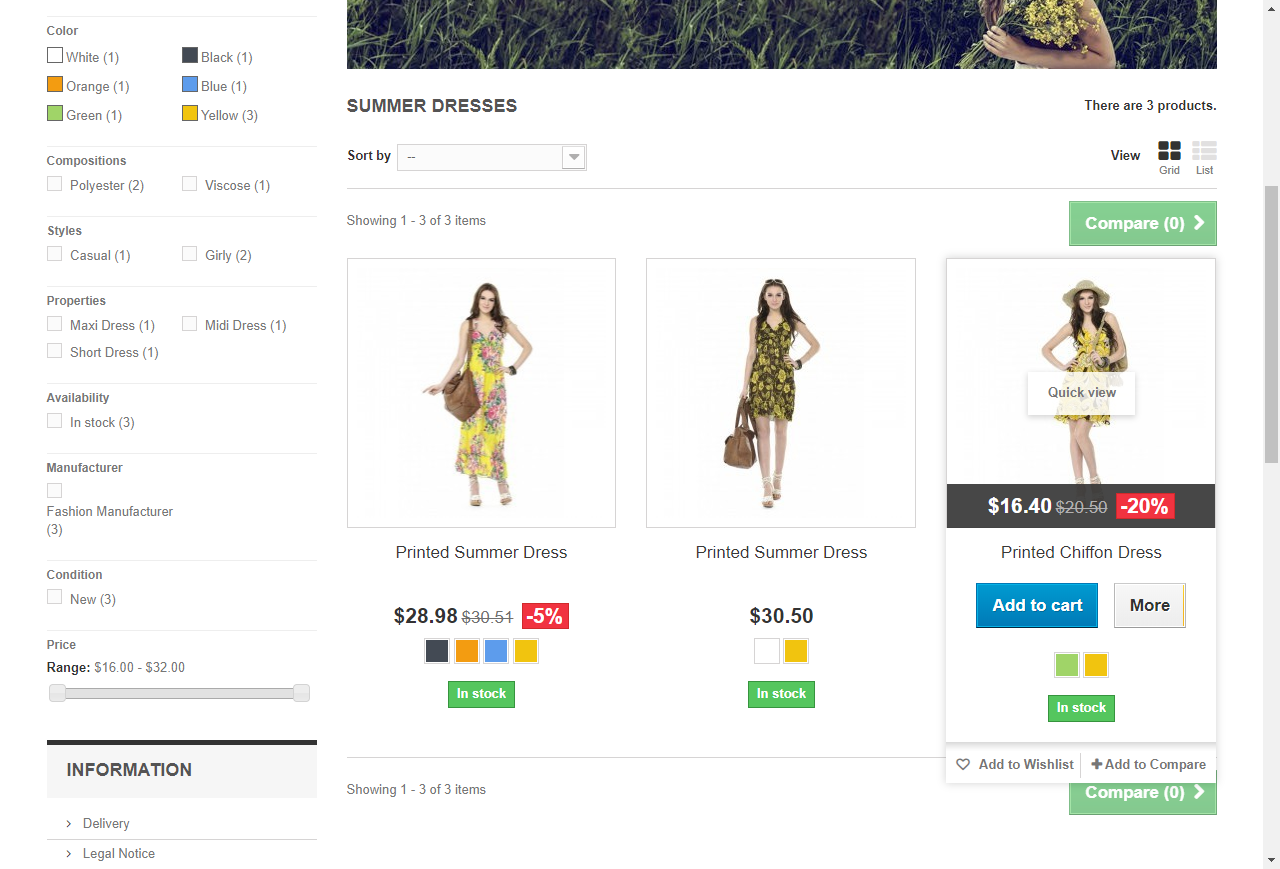 Color
White (1)
Black (1)
Orange (1)
Blue (1)
Green (1)
Yellow (3)
Compositions
Polyester (2)
Viscose (1)
Styles
Casual (1)
Girly (2)
Properties
Maxi Dress (1)
Midi Dress (1)
Short Dress (1)
Availability
In stock (3)
Manufacturer
Fashion Manufacturer
(3)
Condition
New (3)
Price
Range: $16.00 - $32.00
INFORMATION
Delivery
Legal Notice
SUMMER DRESSES
There are 3 products.
Sort by
--
View
Grid
List
Showing 1 - 3 of 3 items
Compare (0)
Printed Summer Dress
$28.98 $30.51 -5%
In stock
Printed Summer Dress
$30.50
In stock
Quick view
$16.40 $20.50 -20%
Printed Chiffon Dress
Add to cart
More
In stock
Add to Wishlist
Add to Compare
Showing 1 - 3 of 3 items
Compare (0)